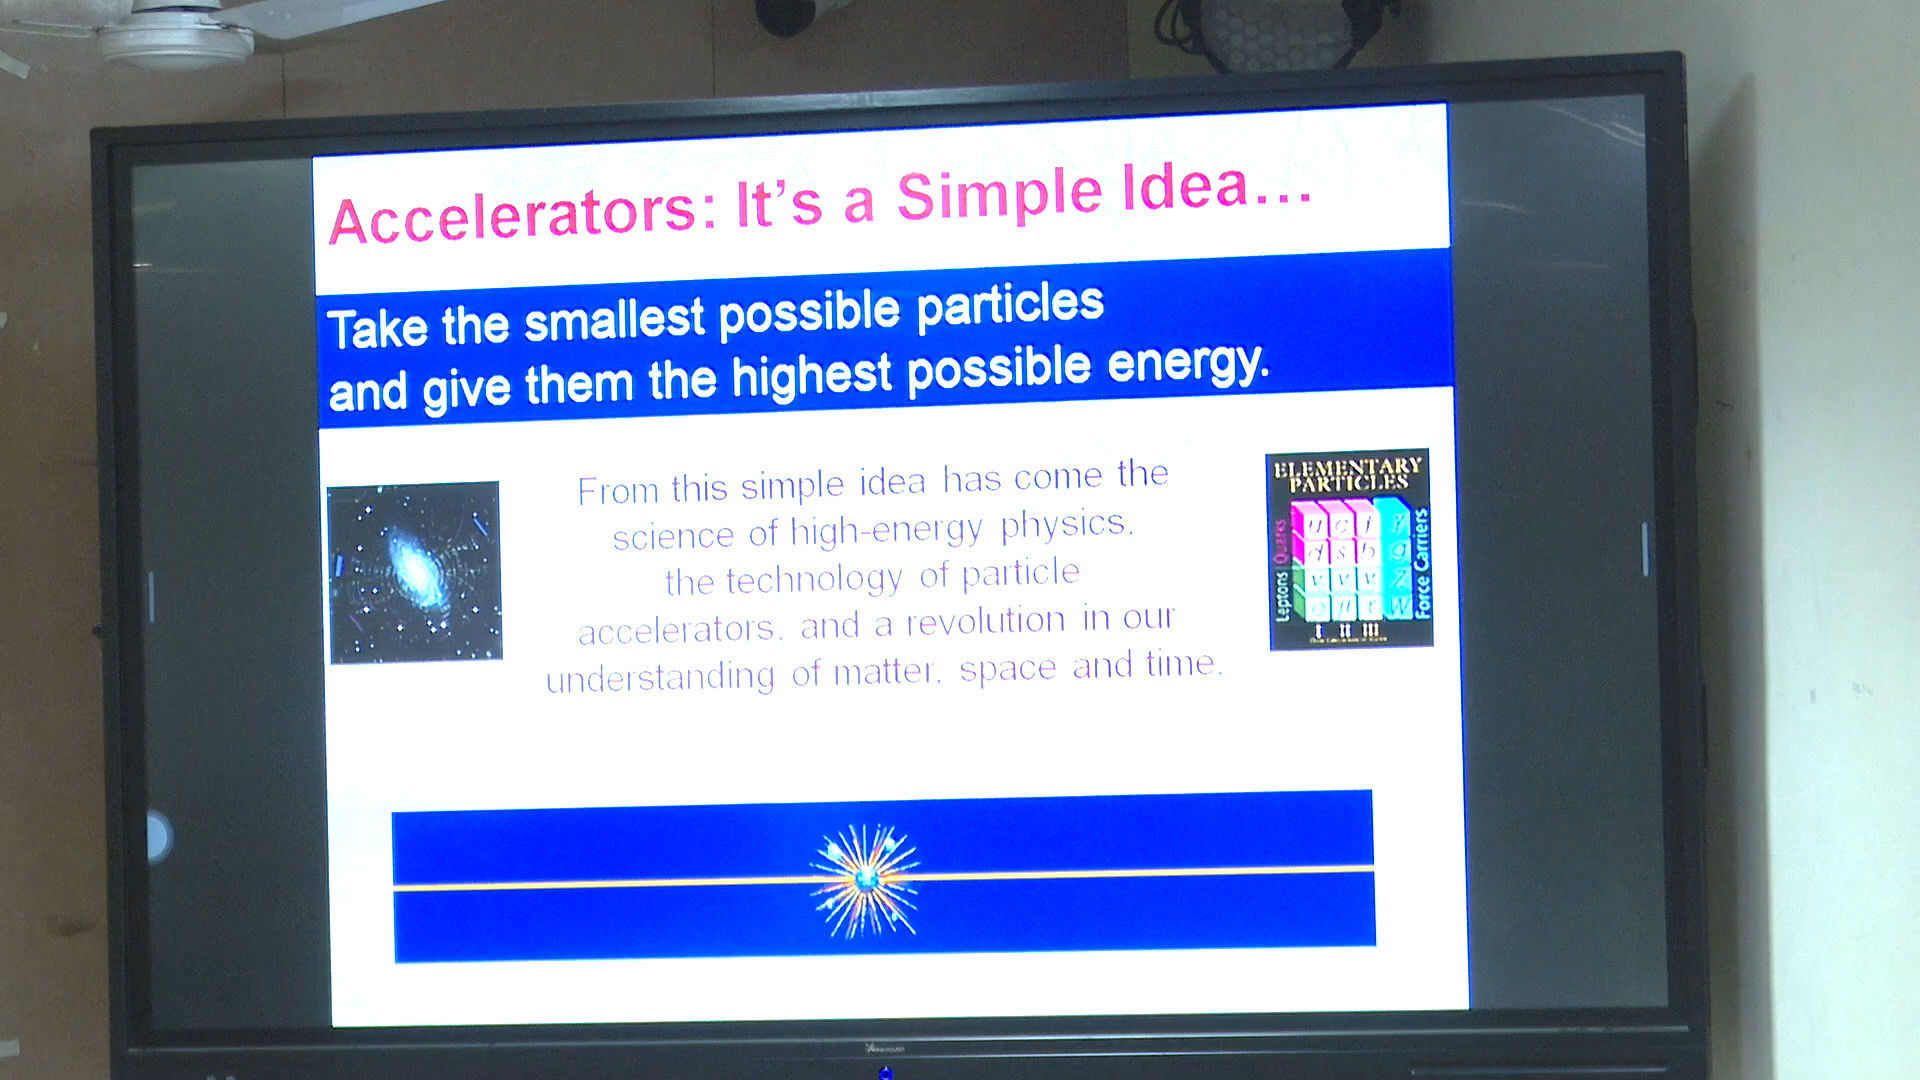 Accelerators: It's a Simple Idea...
Take the smallest possible particles
and give them the highest possible energy.
From this simple idea has come the
science of high-energy physics,
the technology of particle
accelerators, and a revolution in our
understanding of matter, space and time.
ELEMENTARY
PARTICLES
Quarks
Leptons
Force Carriers
u c t γ
d s b g
ν ν ν Z
e μ τ W
I II III